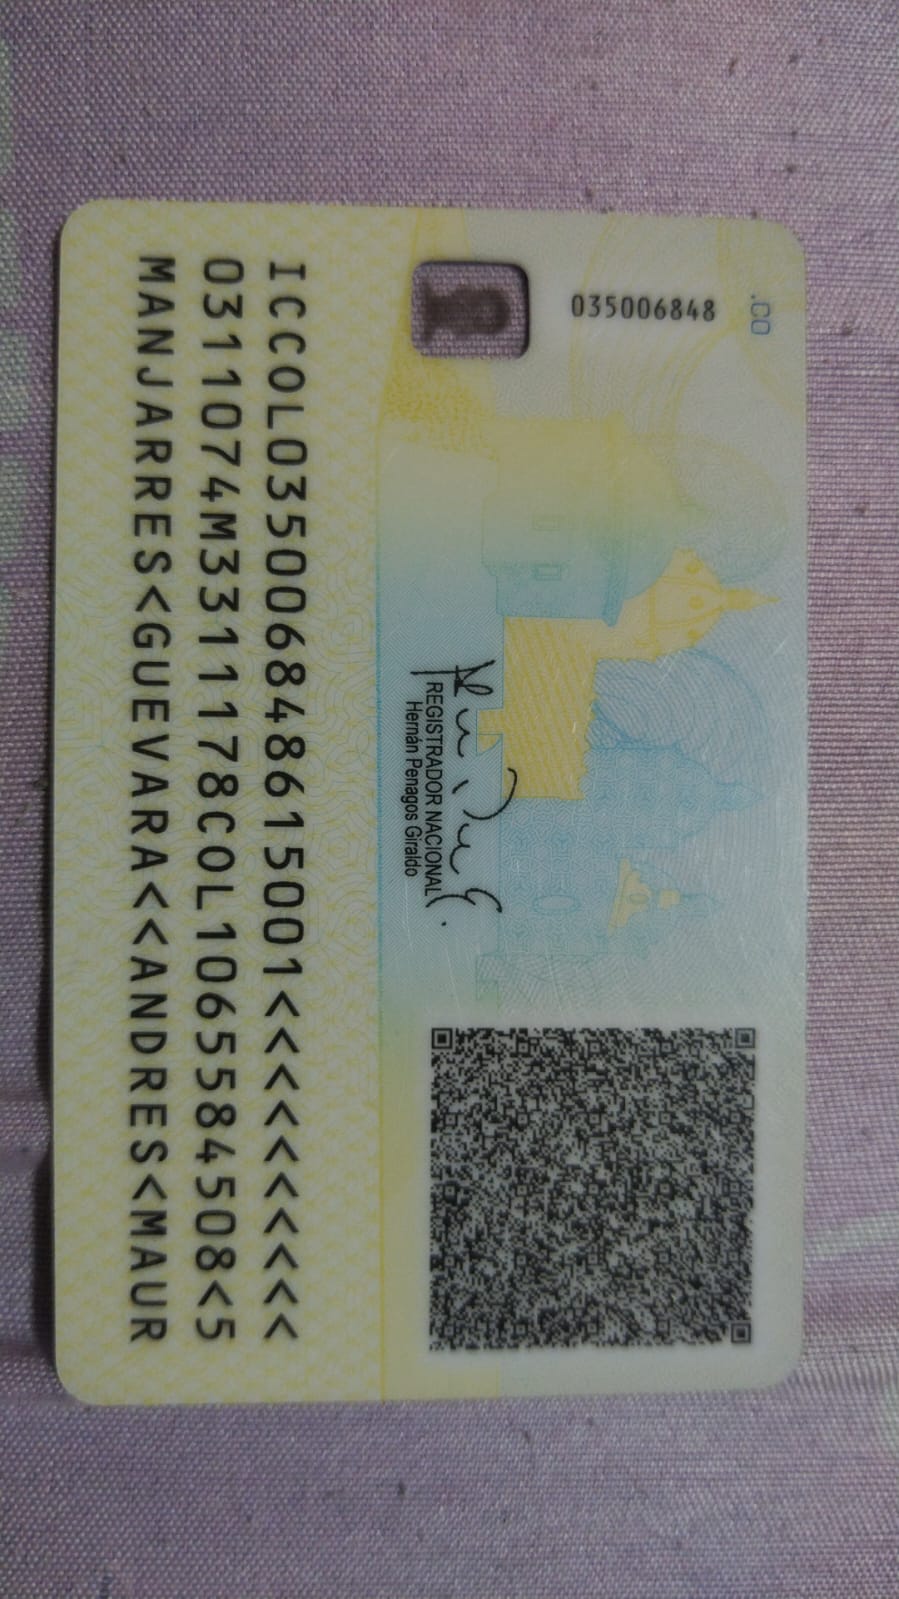 .CO
035006848
REGISTRADOR NACIONAL
Hernán Penagos Giraldo
ICCOL035006848615001<<<<<<<<<<
0311074M3311178COL1065584508<5
MANJARRES<GUEVARA<<ANDRES<MAUR